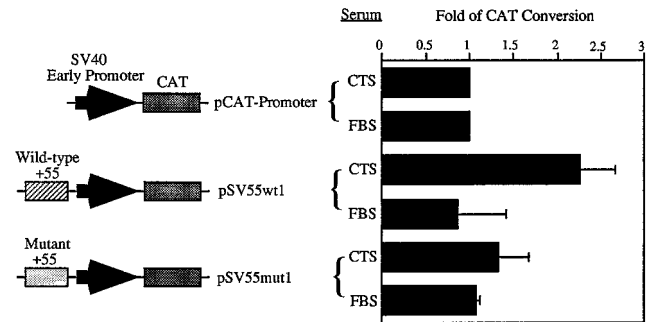 Serum
Fold of CAT Conversion
0 0.5 1 1.5 2 2.5 3
SV40
Early Promoter
CAT
pCAT-Promoter
CTS
FBS
Wild-type
+55
pSV55wt1
CTS
FBS
Mutant
+55
pSV55mut1
CTS
FBS